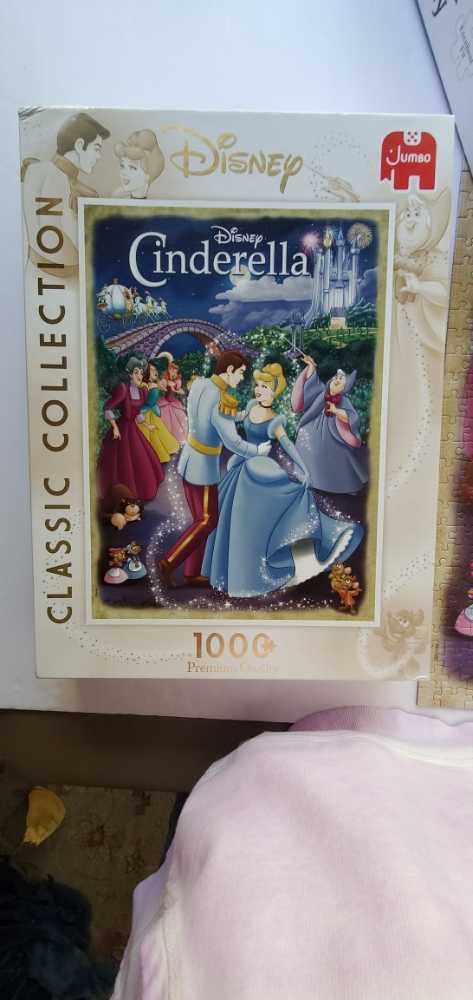 Disney
Jumbo
CLASSIC COLLECTION
Disney
Cinderella
1000
Premium Quality